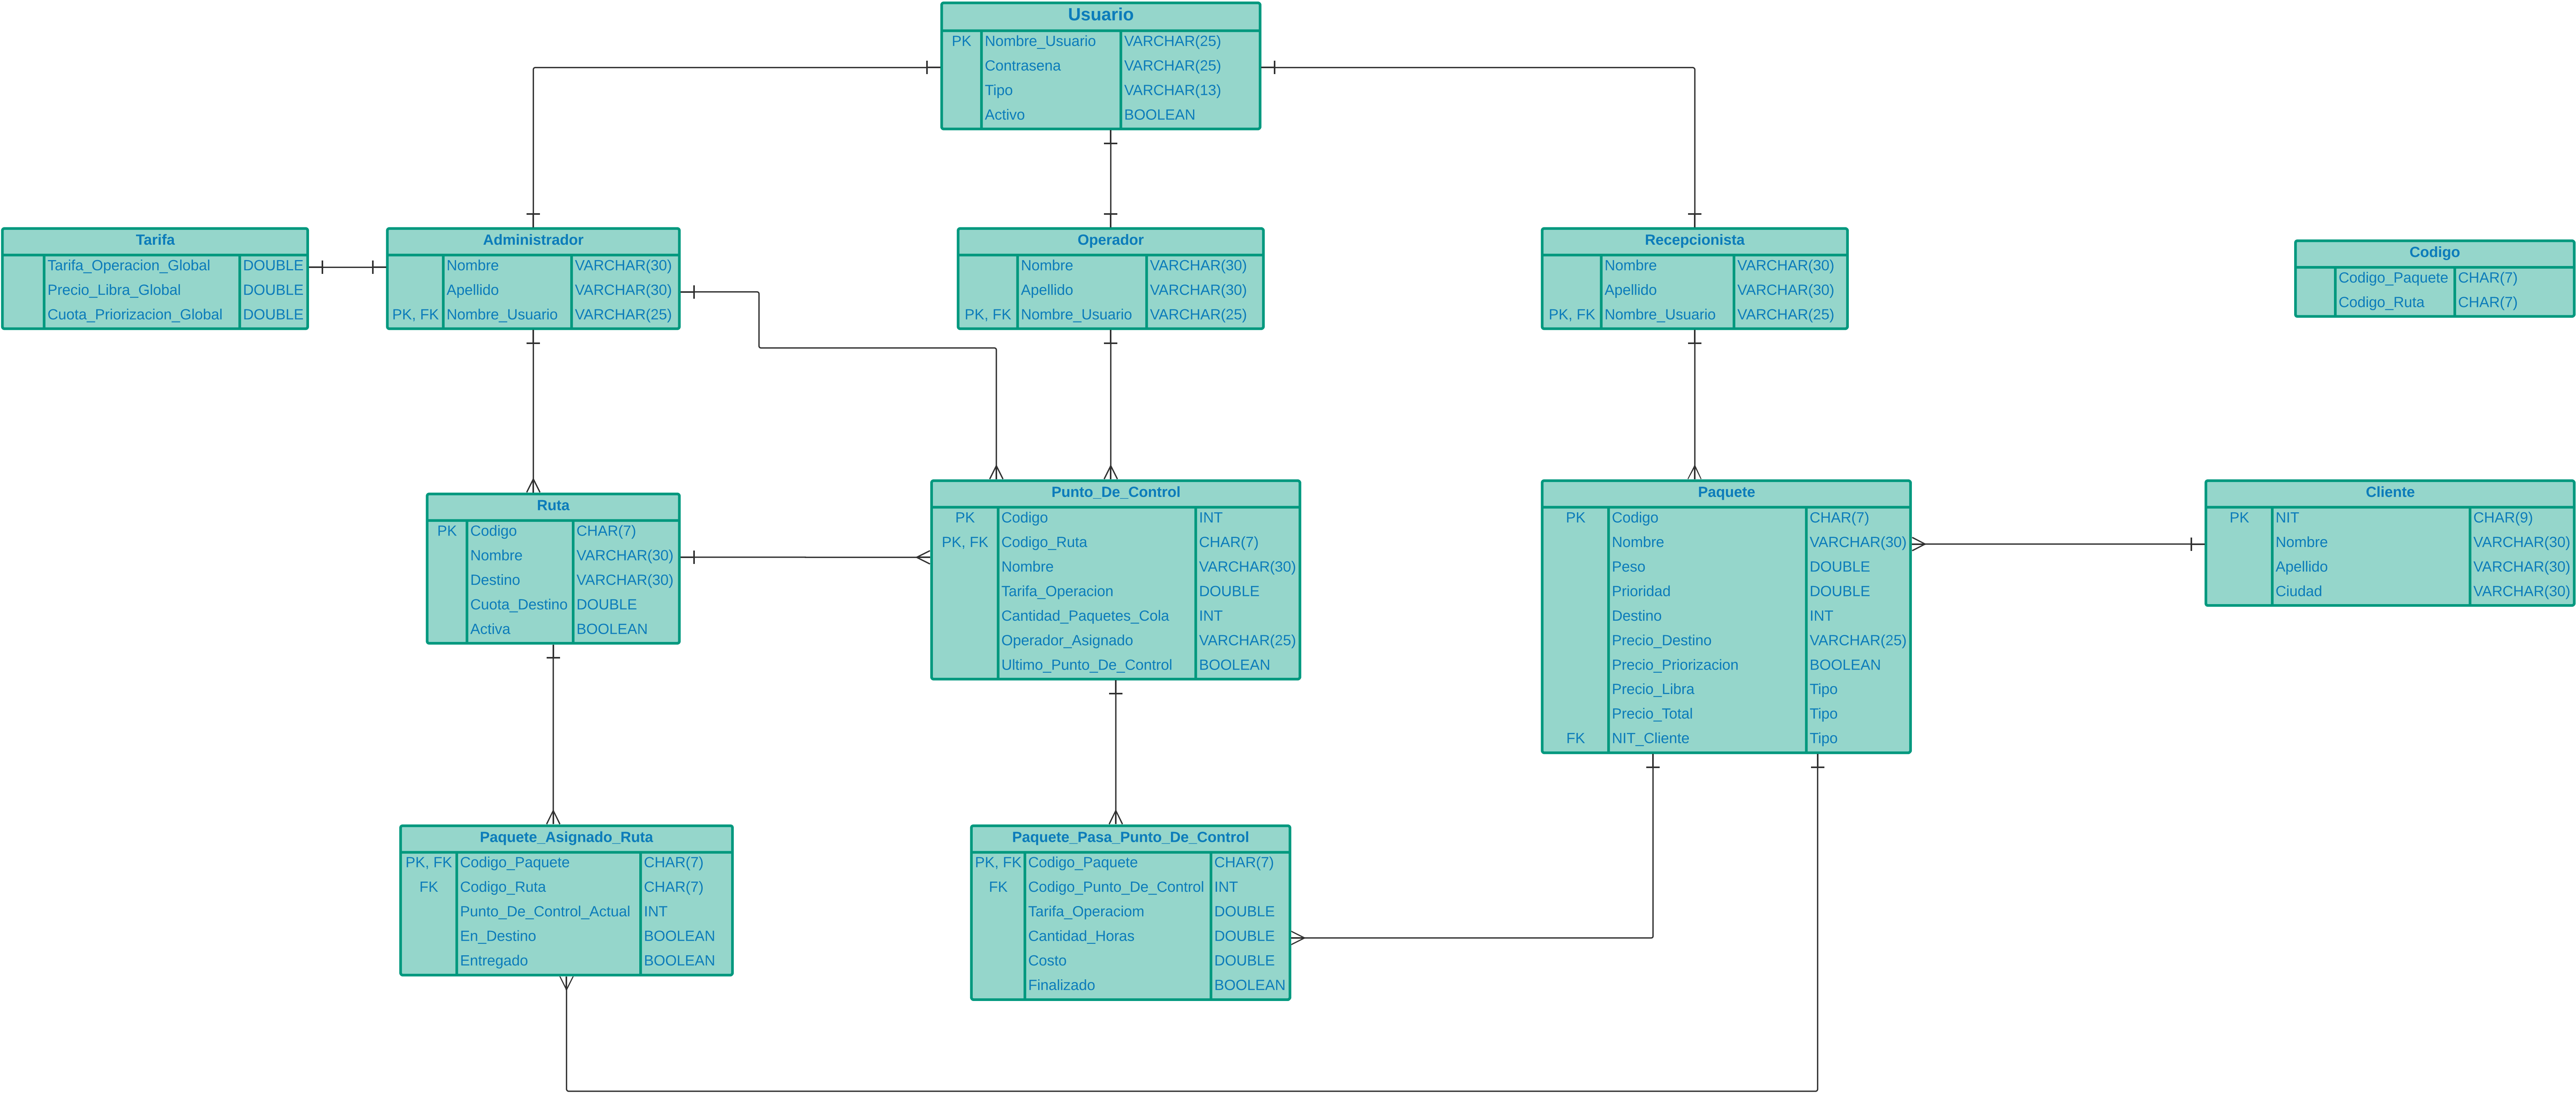 Usuario
PK Nombre_Usuario VARCHAR(25)
Contrasena VARCHAR(25)
Tipo VARCHAR(13)
Activo BOOLEAN
Tarifa
Tarifa_Operacion_Global DOUBLE
Precio_Libra_Global DOUBLE
Cuota_Priorizacion_Global DOUBLE
Administrador
Nombre VARCHAR(30)
Apellido VARCHAR(30)
PK, FK Nombre_Usuario VARCHAR(25)
Operador
Nombre VARCHAR(30)
Apellido VARCHAR(30)
PK, FK Nombre_Usuario VARCHAR(25)
Recepcionista
Nombre VARCHAR(30)
Apellido VARCHAR(30)
PK, FK Nombre_Usuario VARCHAR(25)
Codigo
Codigo_Paquete CHAR(7)
Codigo_Ruta CHAR(7)
Ruta
PK Codigo CHAR(7)
Nombre VARCHAR(30)
Destino VARCHAR(30)
Cuota_Destino DOUBLE
Activa BOOLEAN
Punto_De_Control
PK Codigo INT
PK, FK Codigo_Ruta CHAR(7)
Nombre VARCHAR(30)
Tarifa_Operacion DOUBLE
Cantidad_Paquetes_Cola INT
Operador_Asignado VARCHAR(25)
Ultimo_Punto_De_Control BOOLEAN
Paquete
PK Codigo CHAR(7)
Nombre VARCHAR(30)
Peso DOUBLE
Prioridad DOUBLE
Destino INT
Precio_Destino VARCHAR(25)
Precio_Priorizacion BOOLEAN
Precio_Libra Tipo
Precio_Total Tipo
FK NIT_Cliente Tipo
Cliente
PK NIT CHAR(9)
Nombre VARCHAR(30)
Apellido VARCHAR(30)
Ciudad VARCHAR(30)
Paquete_Asignado_Ruta
PK, FK Codigo_Paquete CHAR(7)
FK Codigo_Ruta CHAR(7)
Punto_De_Control_Actual INT
En_Destino BOOLEAN
Entregado BOOLEAN
Paquete_Pasa_Punto_De_Control
PK, FK Codigo_Paquete CHAR(7)
FK Codigo_Punto_De_Control INT
Tarifa_Operaciom DOUBLE
Cantidad_Horas DOUBLE
Costo DOUBLE
Finalizado BOOLEAN